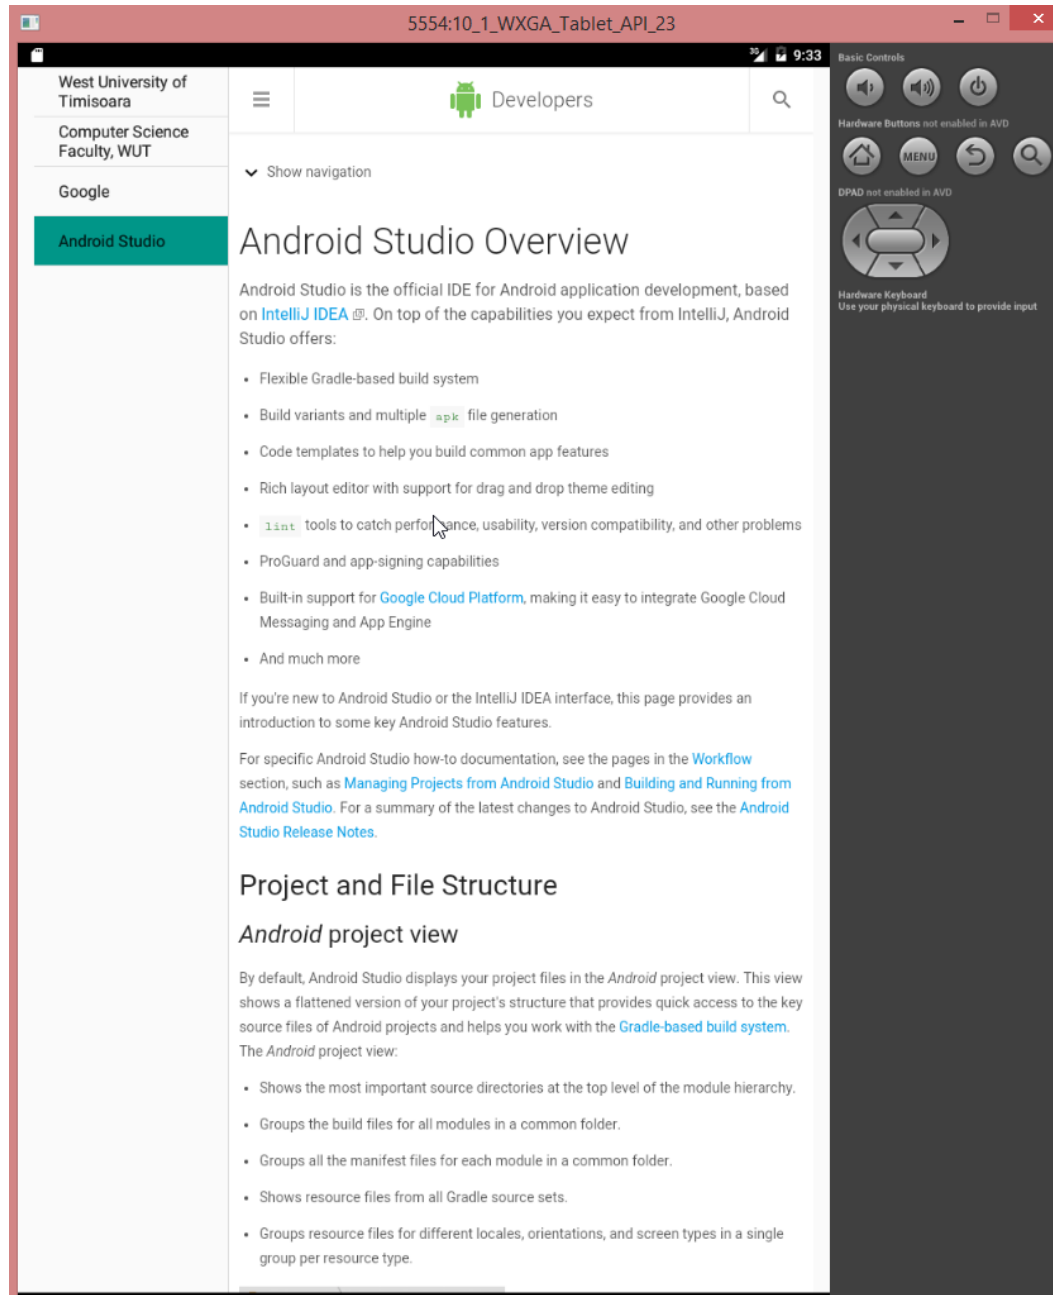 5554:10_1_WXGA_Tablet_API_23
3G
9:33
West University of
Timisoara
Computer Science
Faculty, WUT
Google
Android Studio
Developers
Show navigation
Android Studio Overview
Android Studio is the official IDE for Android application development, based
on IntelliJ IDEA. On top of the capabilities you expect from IntelliJ, Android
Studio offers:
• Flexible Gradle-based build system
• Build variants and multiple apk file generation
• Code templates to help you build common app features
• Rich layout editor with support for drag and drop theme editing
• lint tools to catch performance, usability, version compatibility, and other problems
• ProGuard and app-signing capabilities
• Built-in support for Google Cloud Platform, making it easy to integrate Google Cloud
Messaging and App Engine
• And much more
If you're new to Android Studio or the IntelliJ IDEA interface, this page provides an
introduction to some key Android Studio features.
For specific Android Studio how-to documentation, see the pages in the Workflow
section, such as Managing Projects from Android Studio and Building and Running from
Android Studio. For a summary of the latest changes to Android Studio, see the Android
Studio Release Notes.
Project and File Structure
Android project view
By default, Android Studio displays your project files in the Android project view. This view
shows a flattened version of your project's structure that provides quick access to the key
source files of Android projects and helps you work with the Gradle-based build system.
The Android project view:
• Shows the most important source directories at the top level of the module hierarchy.
• Groups the build files for all modules in a common folder.
• Groups all the manifest files for each module in a common folder.
• Shows resource files from all Gradle source sets.
• Groups resource files for different locales, orientations, and screen types in a single
group per resource type.
Basic Controls
Hardware Buttons not enabled in AVD
MENU
DPAD not enabled in AVD
Hardware Keyboard
Use your physical keyboard to provide input